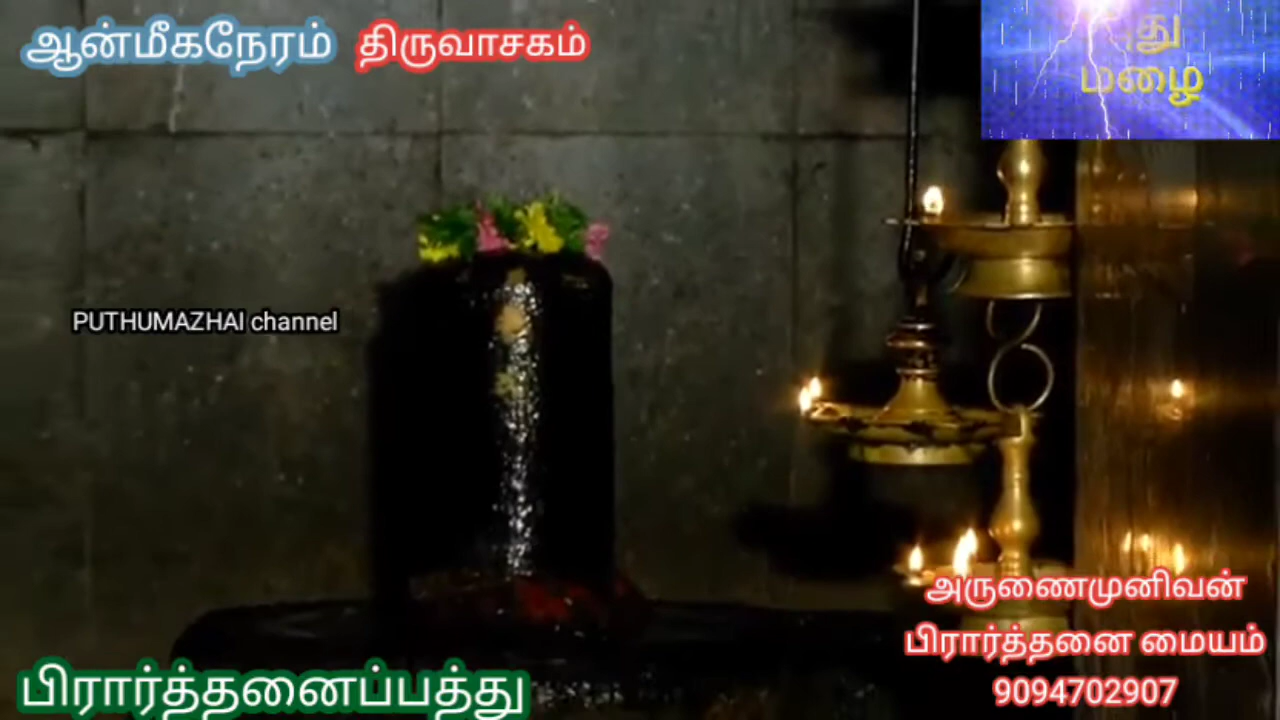 ஆன்மீகநேரம் திருவாசகம்
மழை
PUTHUMAZHAI channel
அருணைமுனிவன்
பிரார்த்தனை மையம்
9094702907
பிரார்த்தனைப்பத்து